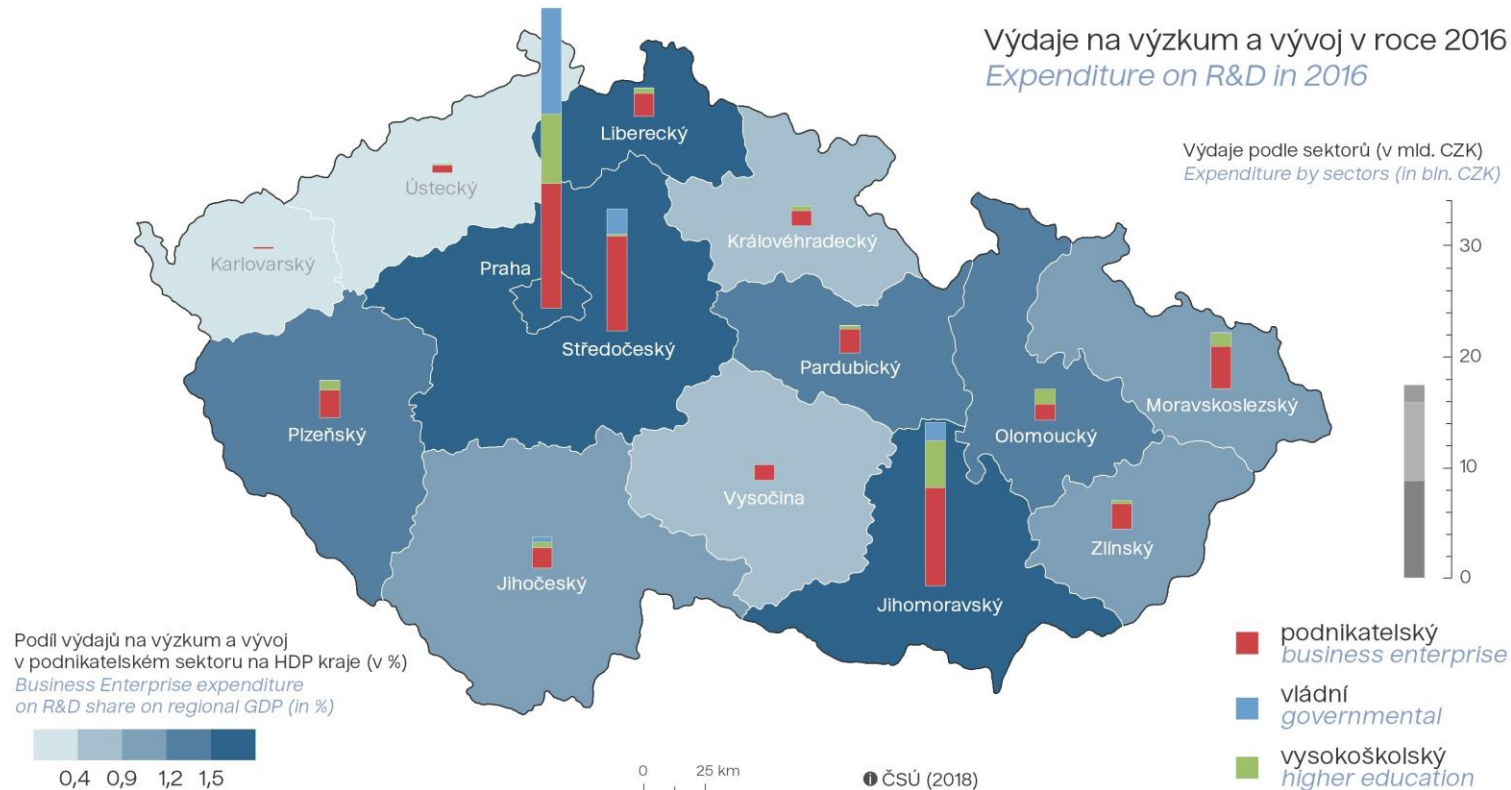 Výdaje na výzkum a vývoj v roce 2016
Expenditure on R&D in 2016
Výdaje podle sektorů (v mld. CZK)
Expenditure by sectors (in bln. CZK)
30
20
10
0
Liberecký
Ústecký
Karlovarský
Královéhradecký
Praha
Středočeský
Pardubický
Moravskoslezský
Olomoucký
Plzeňský
Vysočina
Zlínský
Jihočeský
Jihomoravský
Podíl výdajů na výzkum a vývoj
v podnikatelském sektoru na HDP kraje (v %)
Business Enterprise expenditure
on R&D share on regional GDP (in %)
0,4 0,9 1,2 1,5
0 25 km
i ČSÚ (2018)
podnikatelský
business enterprise
vládní
governmental
vysokoškolský
higher education